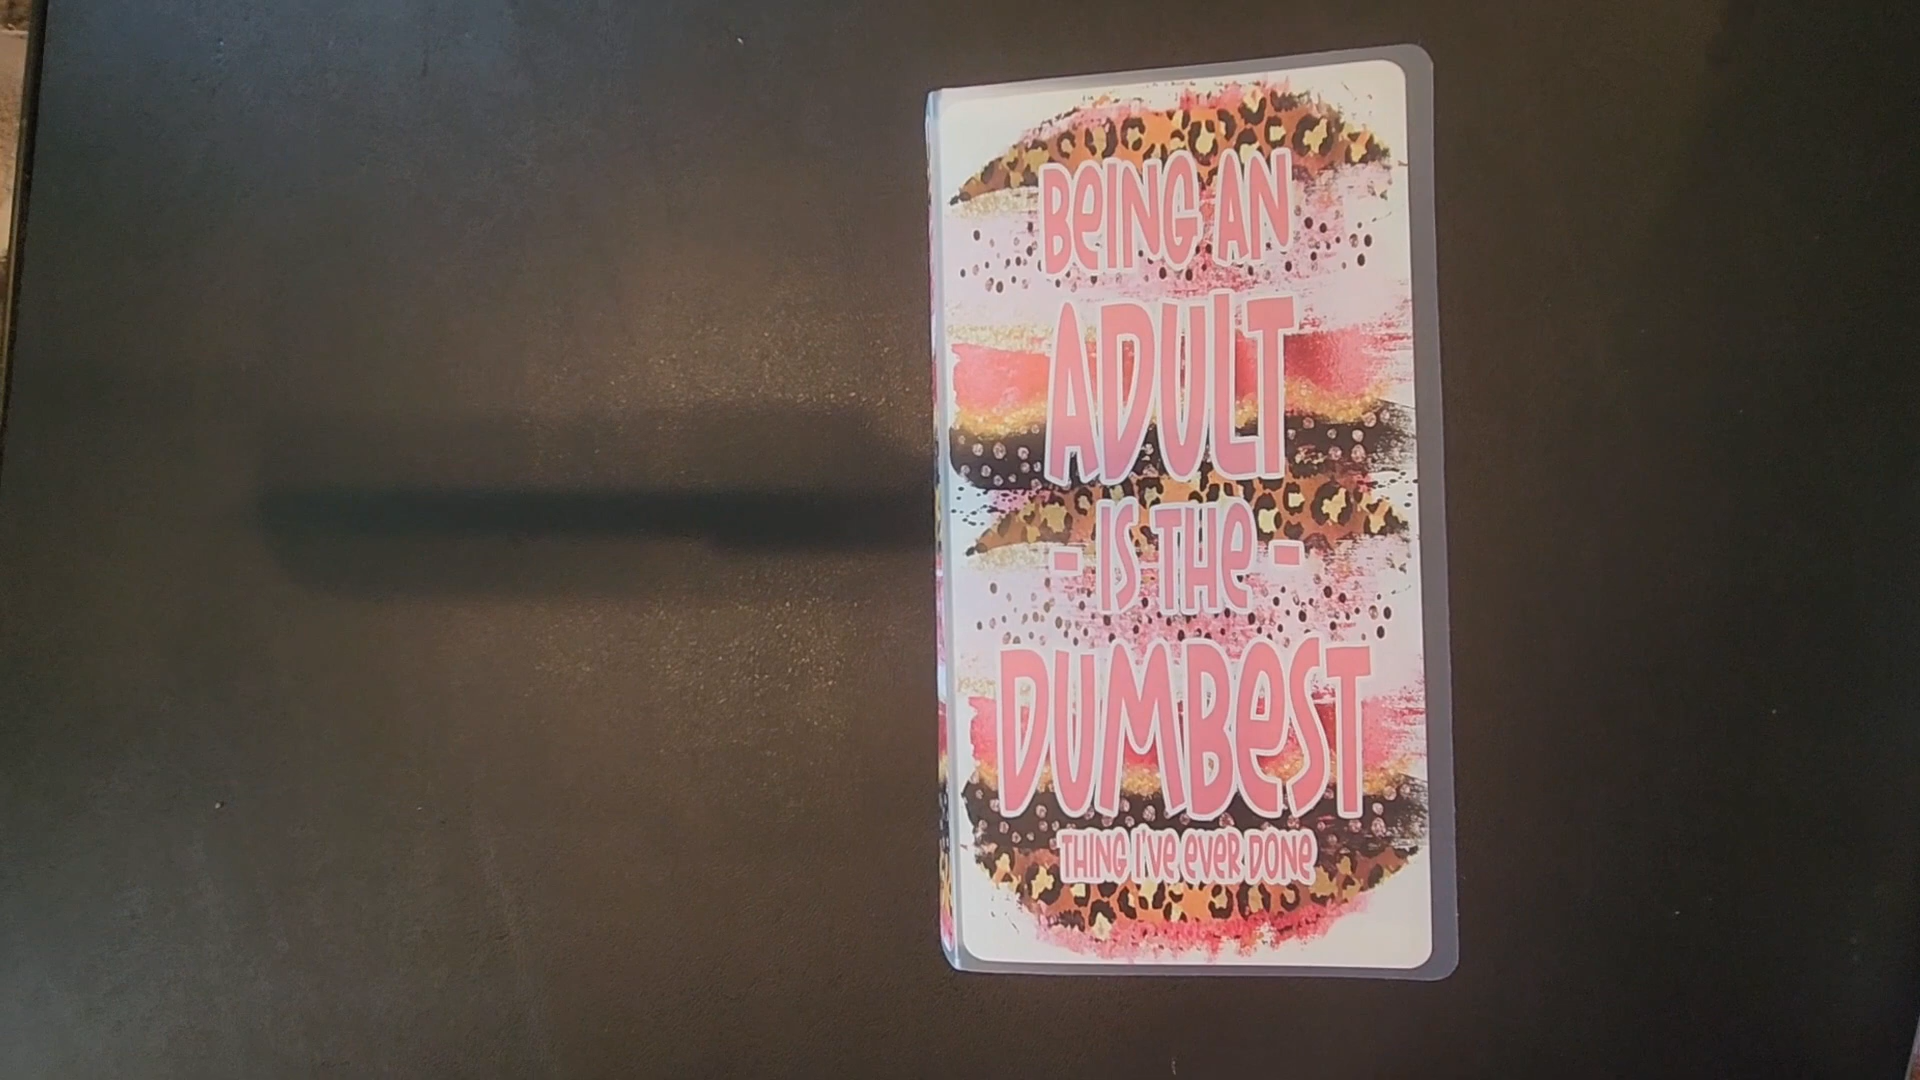 BeING AN
ADULT
- IS THe -
DUMBeST
THING I'Ve eVeR DONe